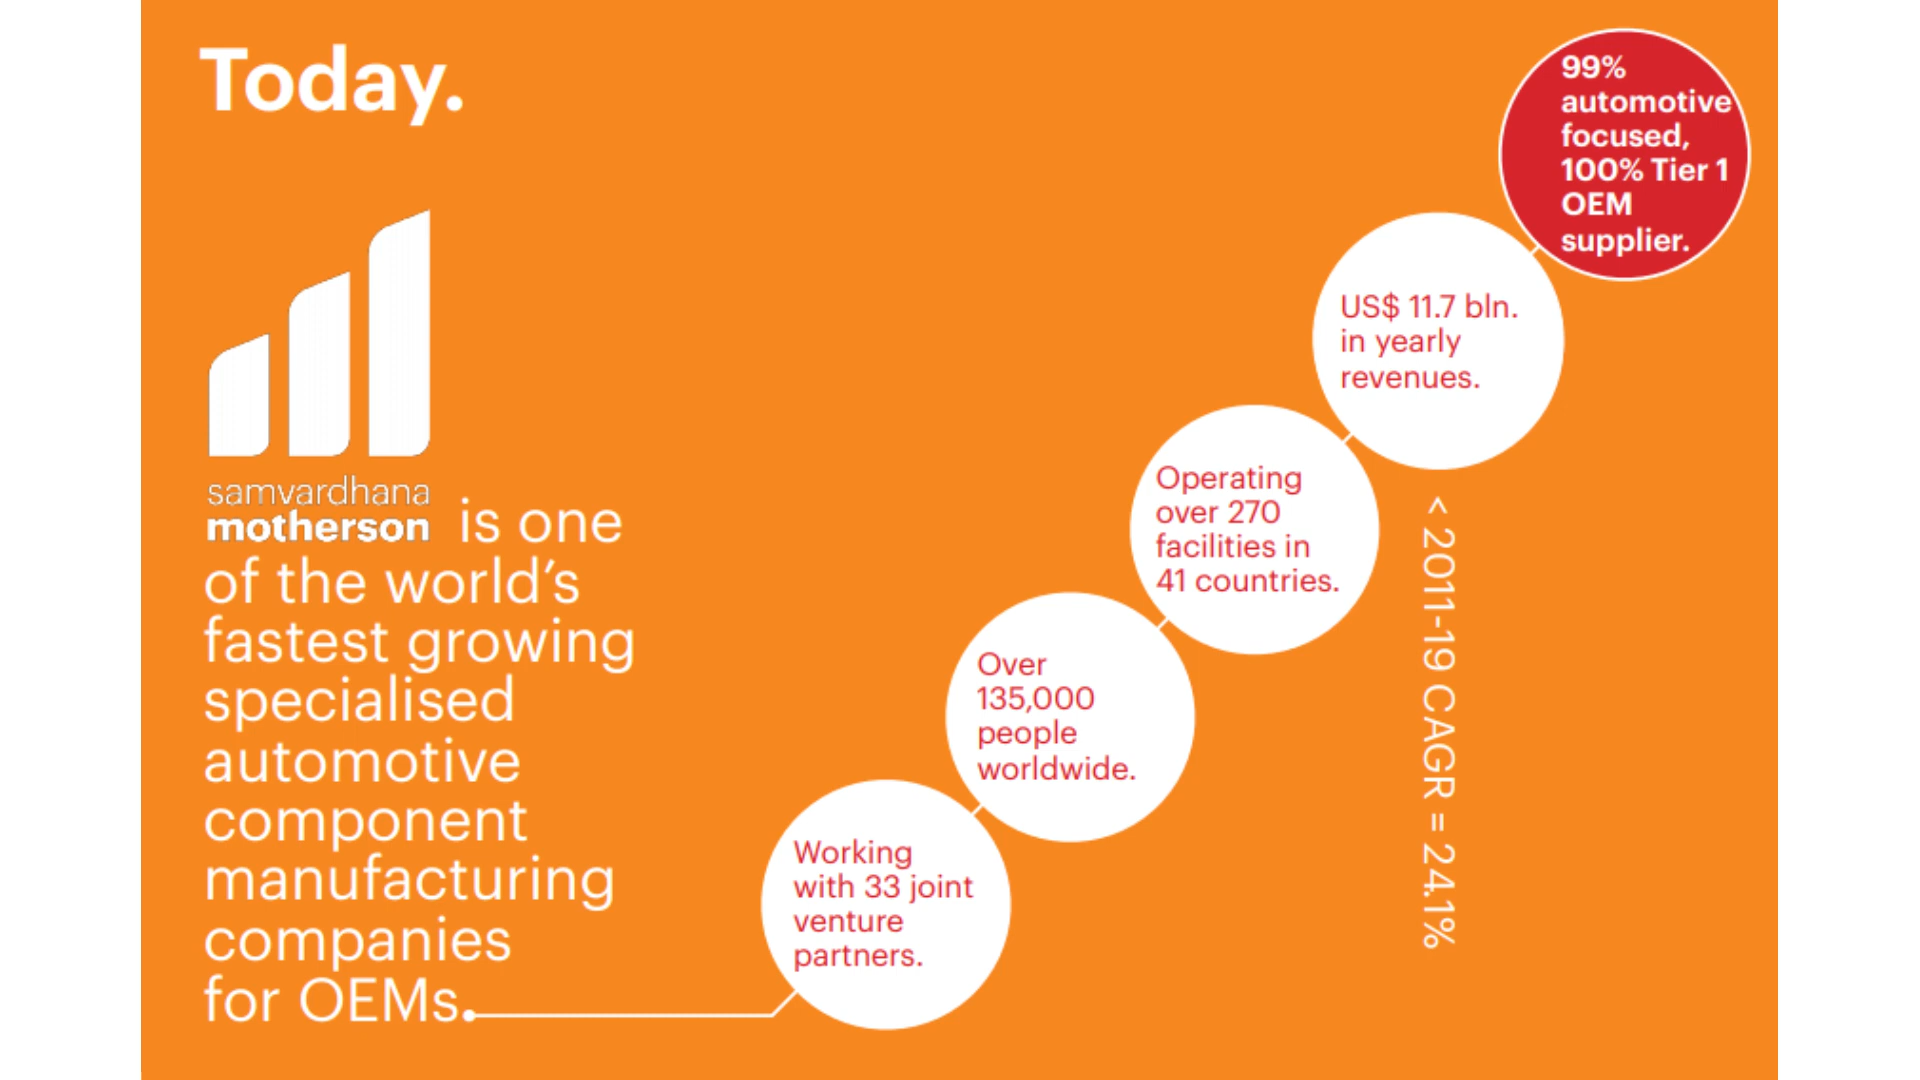 Today.
samvardhana
motherson is one
of the world's
fastest growing
specialised
automotive
component
manufacturing
companies
for OEMs.
Working
with 33 joint
venture
partners.
Over
135,000
people
worldwide.
Operating
over 270
facilities in
41 countries.
US$ 11.7 bln.
in yearly
revenues.
< 2011-19 CAGR = 24.1%
99%
automotive
focused,
100% Tier 1
OEM
supplier.